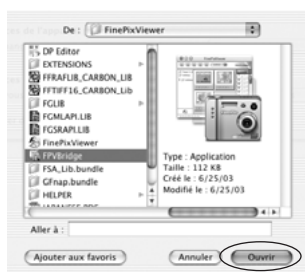 De : FinePixViewer
DP Editor
EXTENSIONS
FFRAFLIB_CARBON_LIB
FFTIFF16_CARBON_Lib
FGLIB
FGMLAPI.LIB
FGSRAPI.LIB
FinePixViewer
FPVBridge
FSA_Lib.bundle
GFnap.bundle
HELPER
Type : Application
Taille : 112 KB
Créé le : 6/25/03
Modifié le : 6/25/03
Aller à :
Ajouter aux favoris
Annuler
Ouvrir